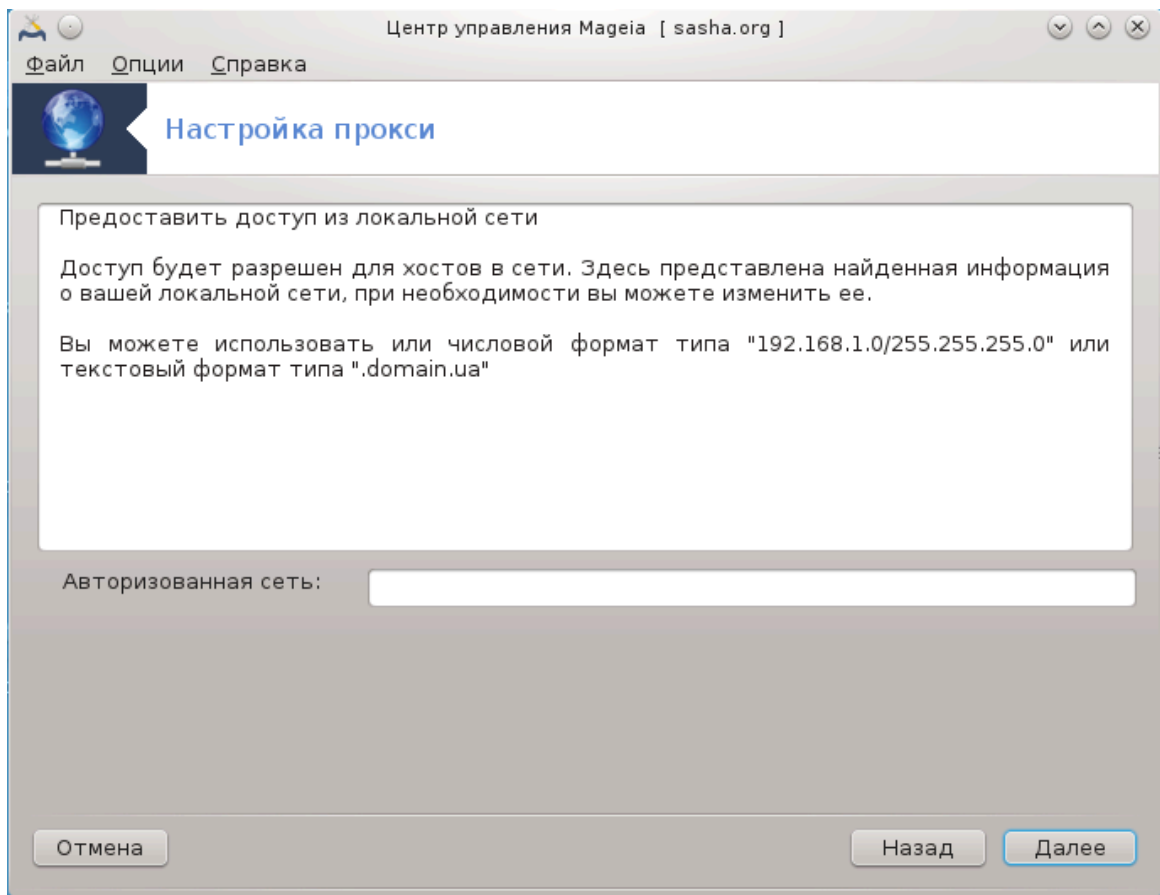 Центр управления Mageia [ sasha.org ]
Файл Опции Справка
Настройка прокси
Предоставить доступ из локальной сети
Доступ будет разрешен для хостов в сети. Здесь представлена найденная информация
о вашей локальной сети, при необходимости вы можете изменить ее.
Вы можете использовать или числовой формат типа "192.168.1.0/255.255.255.0" или
текстовый формат типа ".domain.ua"
Авторизованная сеть:
Отмена Назад Далее